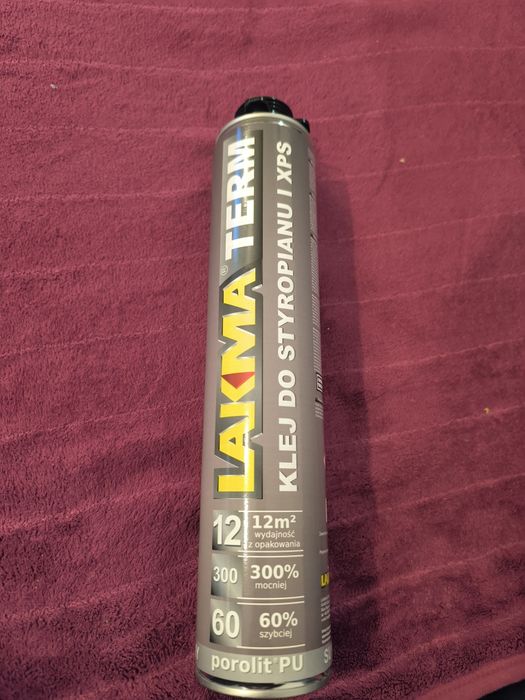 LAKMA® TERM
KLEJ DO STYROPIANU I XPS
12 12m²
wydajność
z opakowania
300 300%
mocniej
60 60%
szybciej
porolit® PU